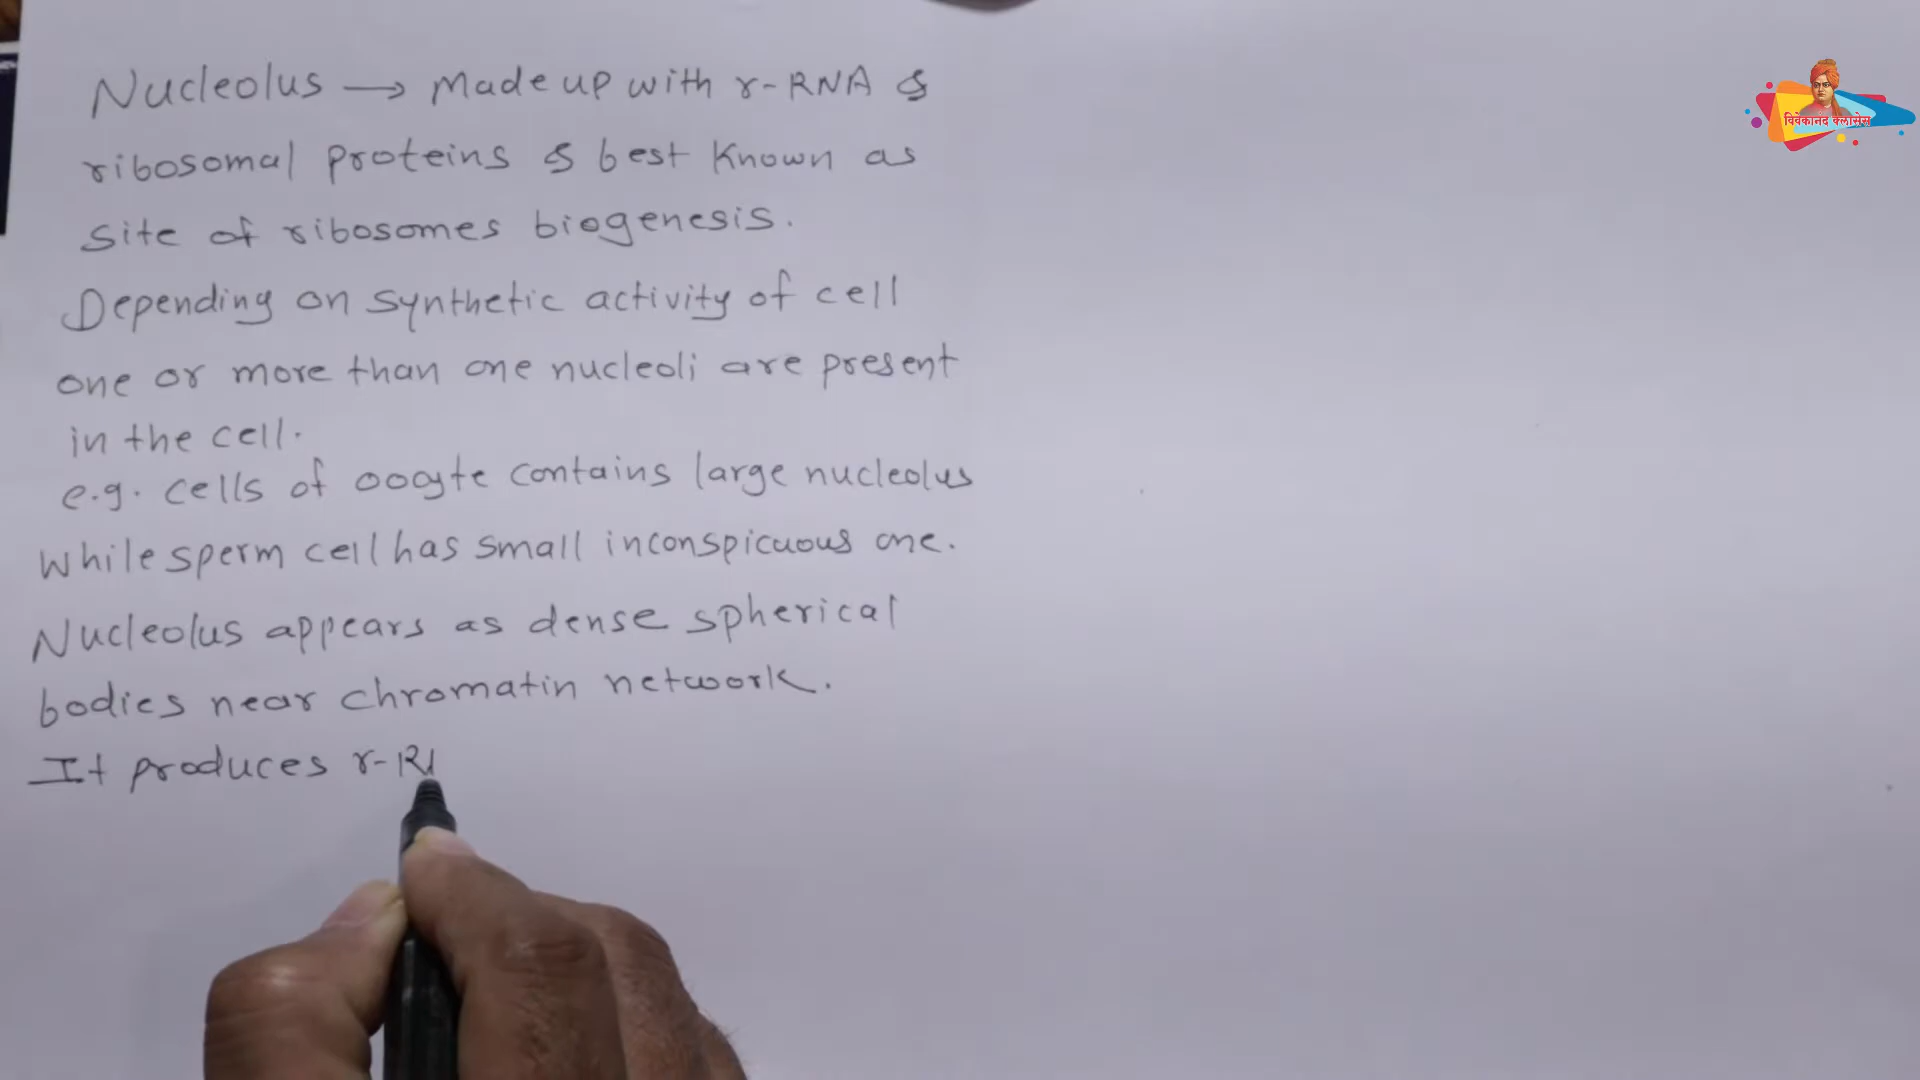 Nucleolus → Made up with r-RNA &
ribosomal proteins & best known as
site of ribosomes biogenesis.
Depending on synthetic activity of cell
one or more than one nucleoli are present
in the cell.
e.g. cells of oocyte contains large nucleolus
while sperm cell has small inconspicuous one.
Nucleolus appears as dense spherical
bodies near chromatin network.
It produces r-R
विवेकानंद क्लासेस